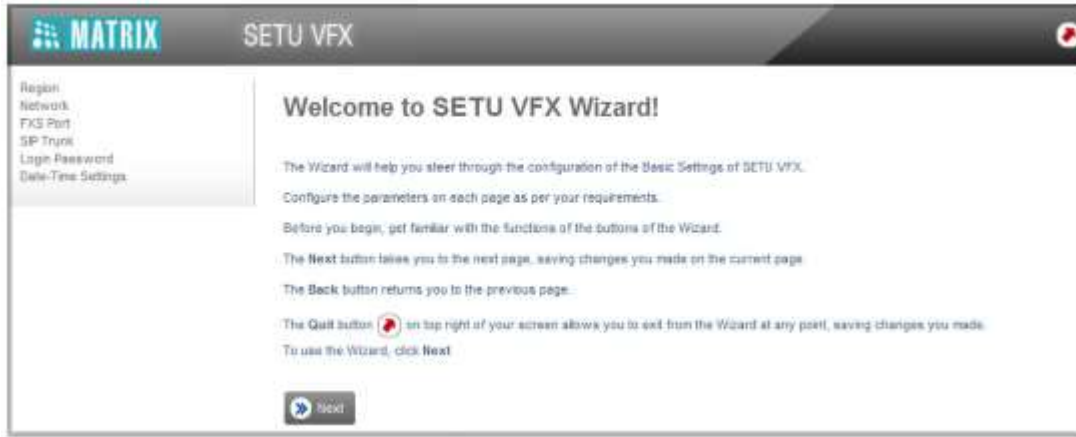 MATRIX SETU VFX
Region
Network
FXS Port
SIP Trunk
Login Password
Date-Time Settings
Welcome to SETU VFX Wizard!
The Wizard will help you steer through the configuration of the Basic Settings of SETU VFX.
Configure the parameters on each page as per your requirements.
Before you begin, get familiar with the functions of the buttons of the Wizard.
The Next button takes you to the next page, saving changes you made on the current page.
The Back button returns you to the previous page.
The Quit button on top right of your screen allows you to exit from the Wizard at any point, saving changes you made.
To use the Wizard, click Next
Next